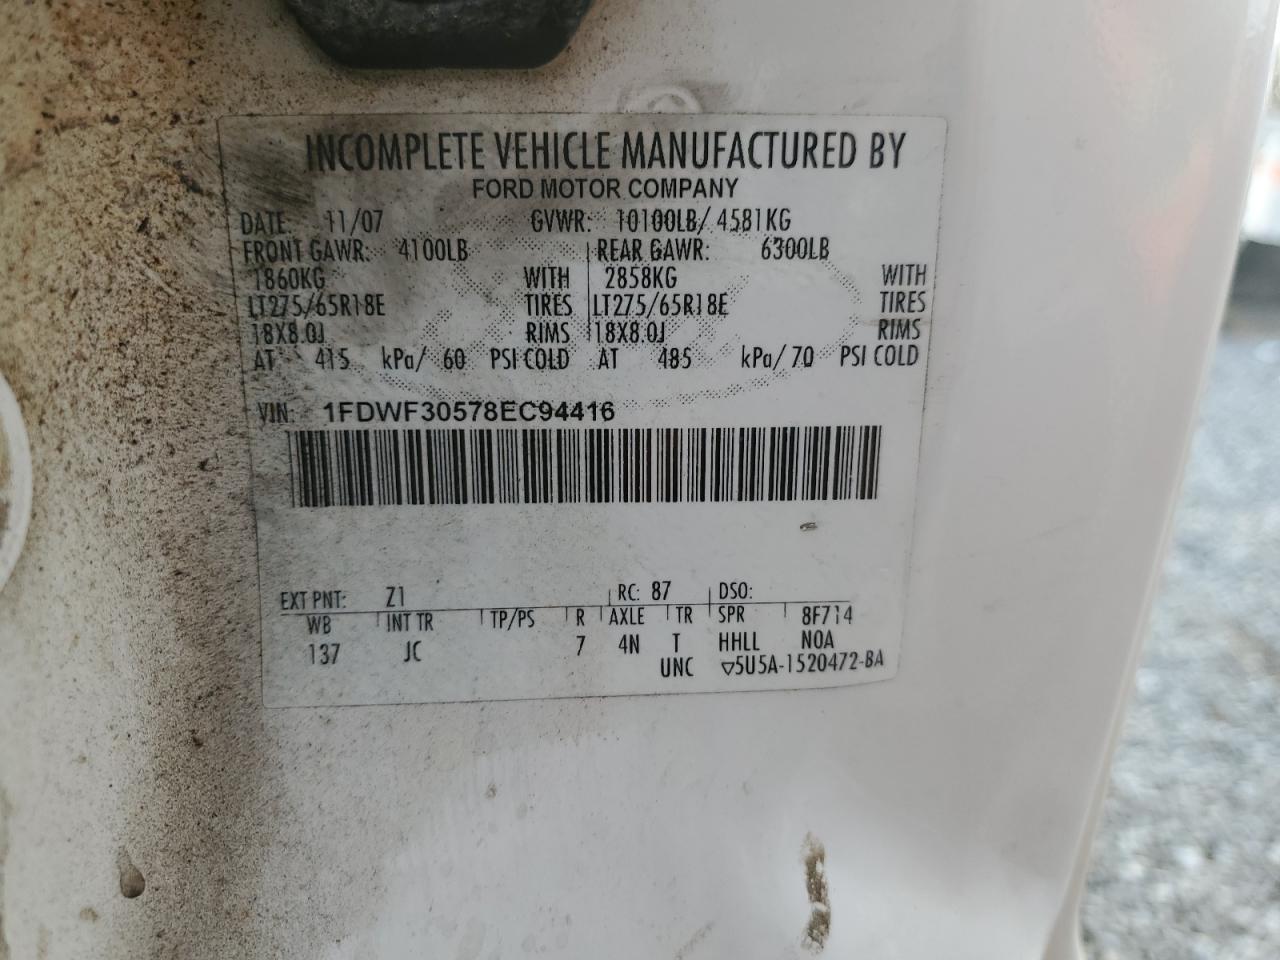 INCOMPLETE VEHICLE MANUFACTURED BY
FORD MOTOR COMPANY
DATE: 11/07 GVWR: 10100LB/ 4581KG
FRONT GAWR: 4100LB REAR GAWR: 6300LB
1860KG WITH 2858KG WITH
LT275/65R18E TIRES LT275/65R18E TIRES
18X8.0J RIMS 18X8.0J RIMS
AT 415 kPa/ 60 PSI COLD AT 485 kPa/ 70 PSI COLD
VIN: 1FDWF30578EC94416
EXT PNT: Z1 RC: 87 DSO:
WB INT TR TP/PS R AXLE TR SPR 8F714
137 JC 7 4N T HHLL NOA
UNC ▽5U5A-1520472-BA